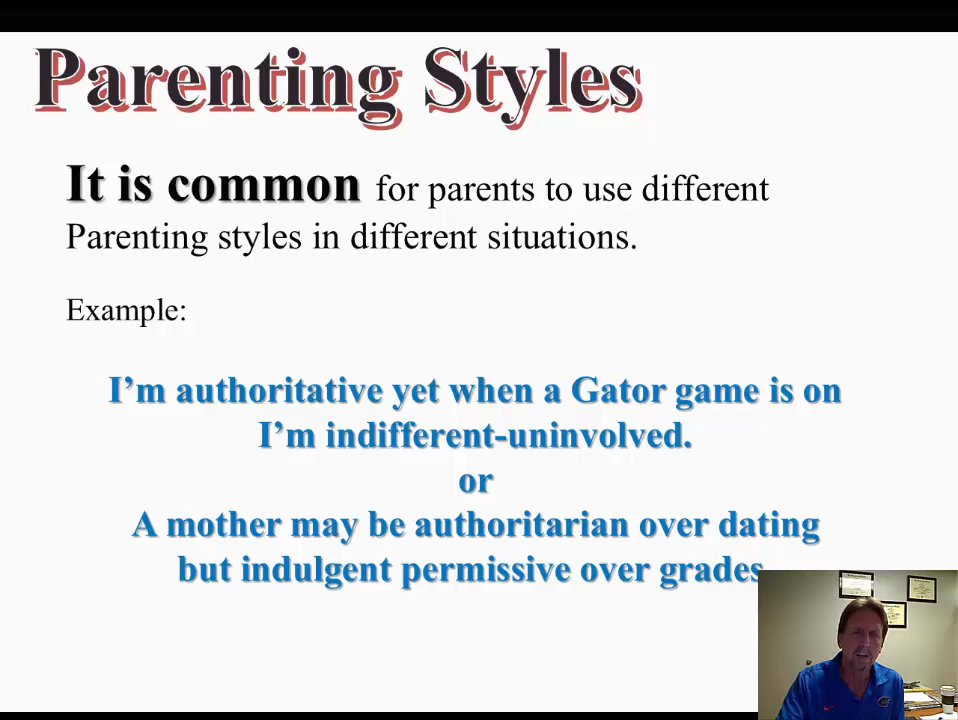 Parenting Styles
It is common for parents to use different
Parenting styles in different situations.
Example:
I’m authoritative yet when a Gator game is on
I’m indifferent-uninvolved.
or
A mother may be authoritarian over dating
but indulgent permissive over grades